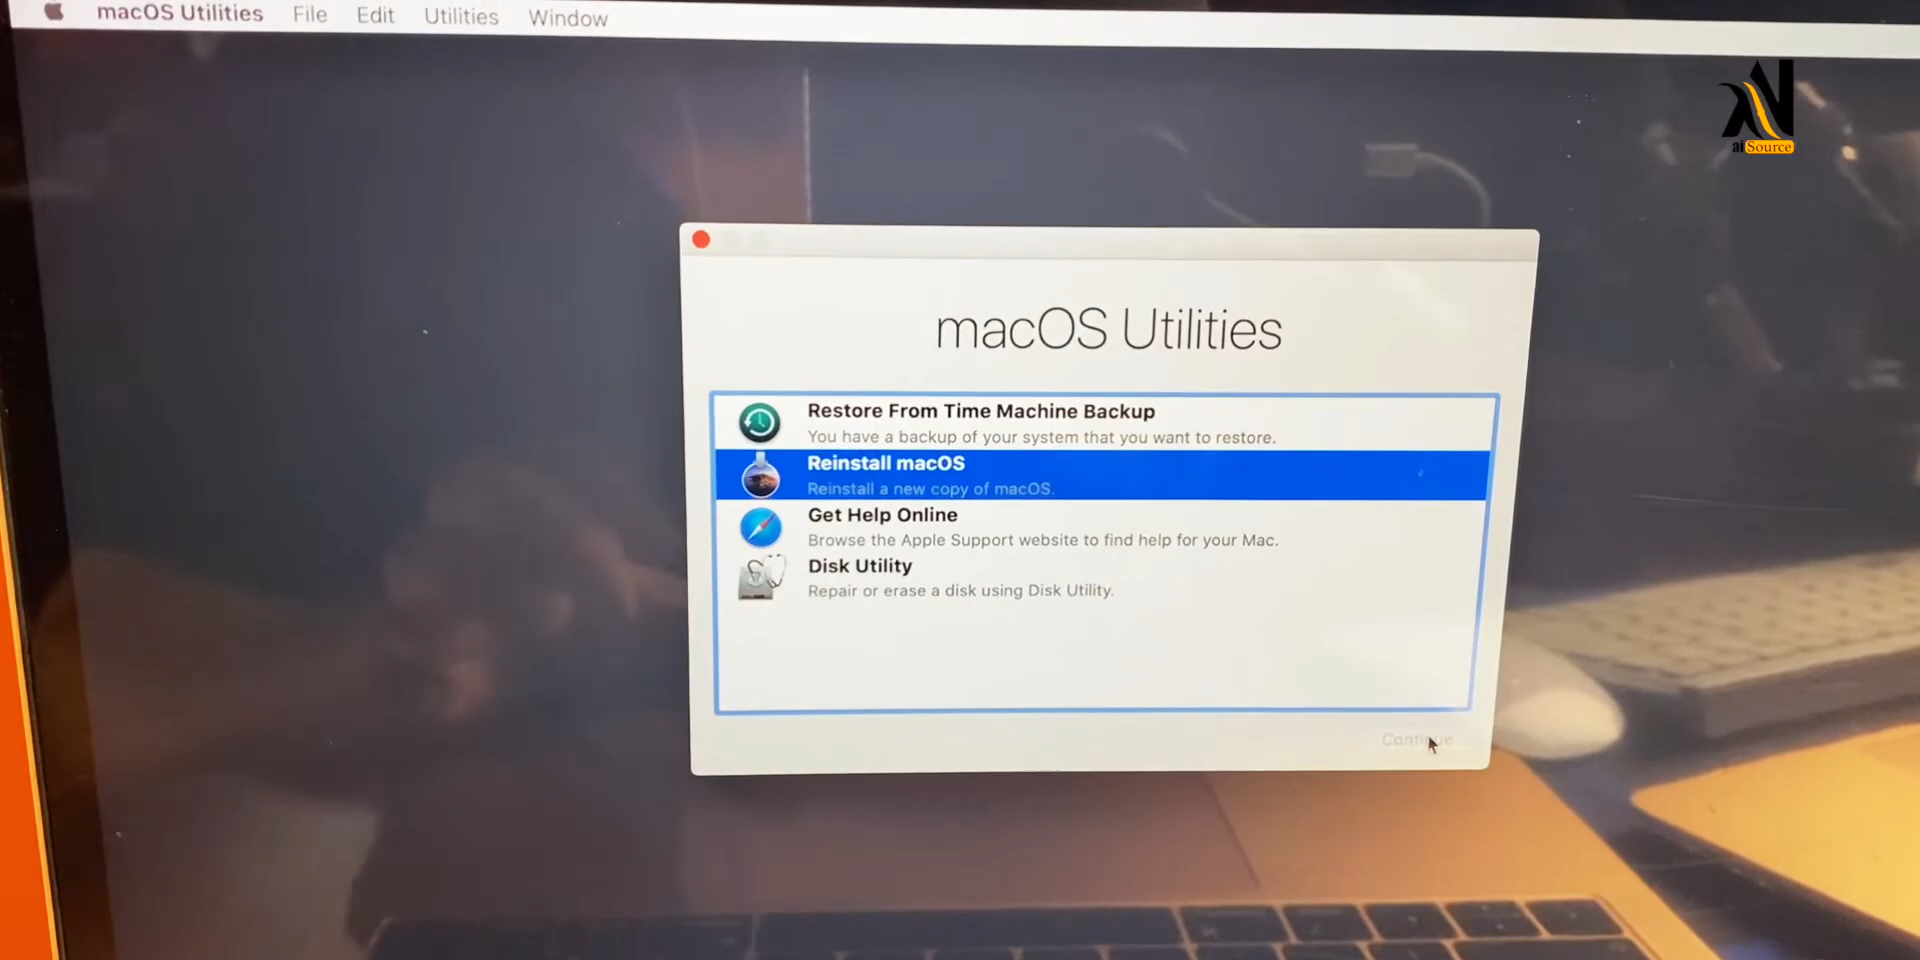 macOS Utilities File Edit Utilities Window
ai Source
macOS Utilities
Restore From Time Machine Backup
You have a backup of your system that you want to restore.
Reinstall macOS
Reinstall a new copy of macOS.
Get Help Online
Browse the Apple Support website to find help for your Mac.
Disk Utility
Repair or erase a disk using Disk Utility.
Continue